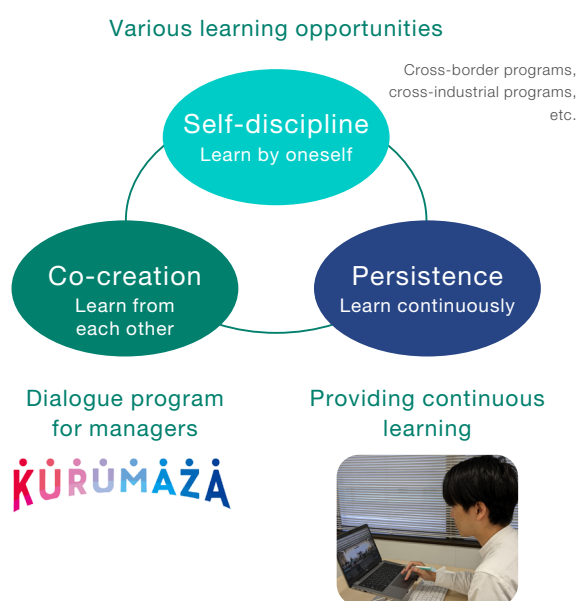 Various learning opportunities
Cross-border programs,
cross-industrial programs,
etc.
Self-discipline
Learn by oneself
Co-creation
Learn from
each other
Persistence
Learn continuously
Dialogue program
for managers
KURUMAZA
Providing continuous
learning